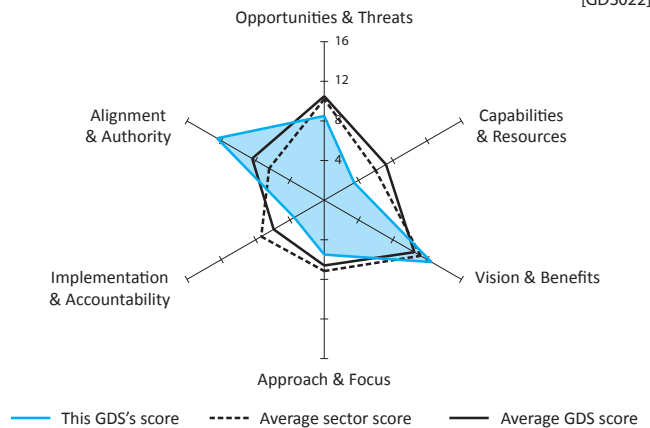 [GDS022]
Opportunities & Threats
16
12
8
4
Alignment
& Authority
Capabilities
& Resources
Implementation
& Accountability
Vision & Benefits
Approach & Focus
This GDS's score
Average sector score
Average GDS score